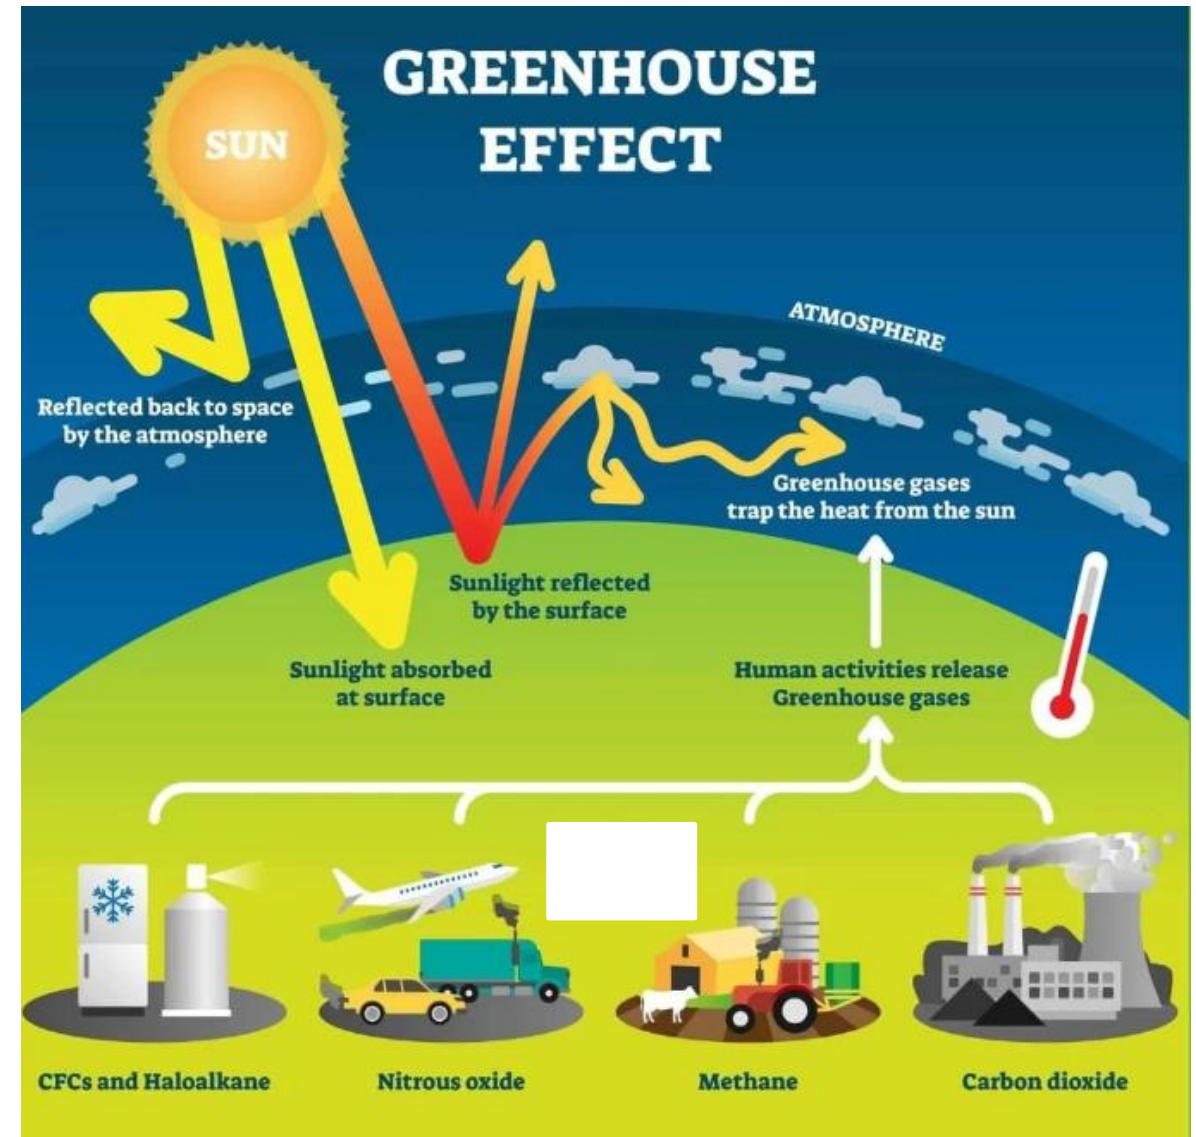 GREENHOUSE
EFFECT
SUN
ATMOSPHERE
Reflected back to space
by the atmosphere
Greenhouse gases
trap the heat from the sun
Sunlight reflected
by the surface
Sunlight absorbed
at surface
Human activities release
Greenhouse gases
CFCs and Haloalkane
Nitrous oxide
Methane
Carbon dioxide